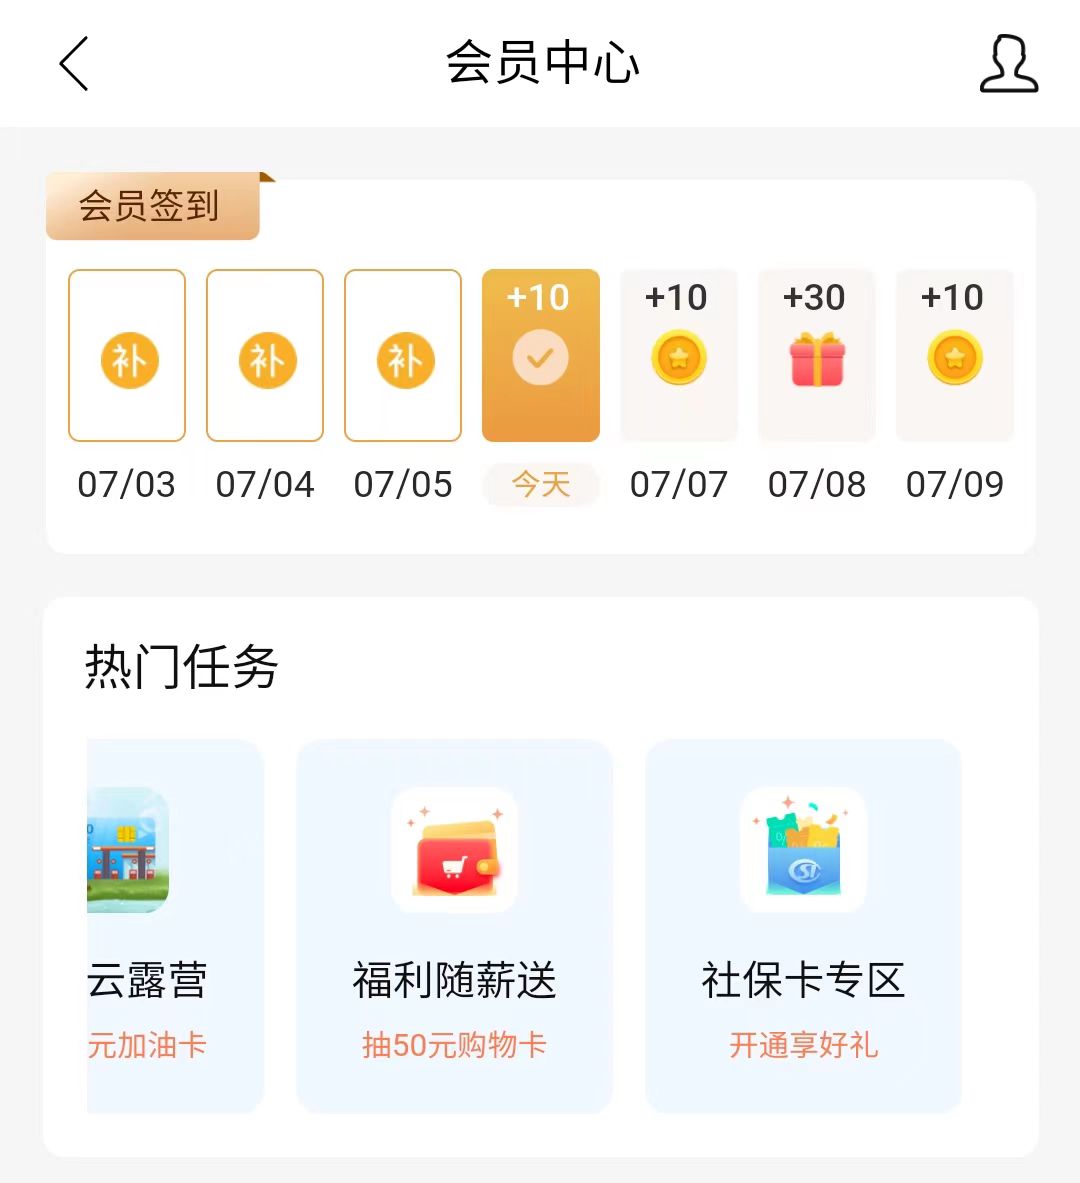 会员中心
会员签到
补 补 补 +10 +10 +30 +10
07/03 07/04 07/05 今天 07/07 07/08 07/09
热门任务
云露营 福利随薪送 社保卡专区
元加油卡 抽50元购物卡 开通享好礼